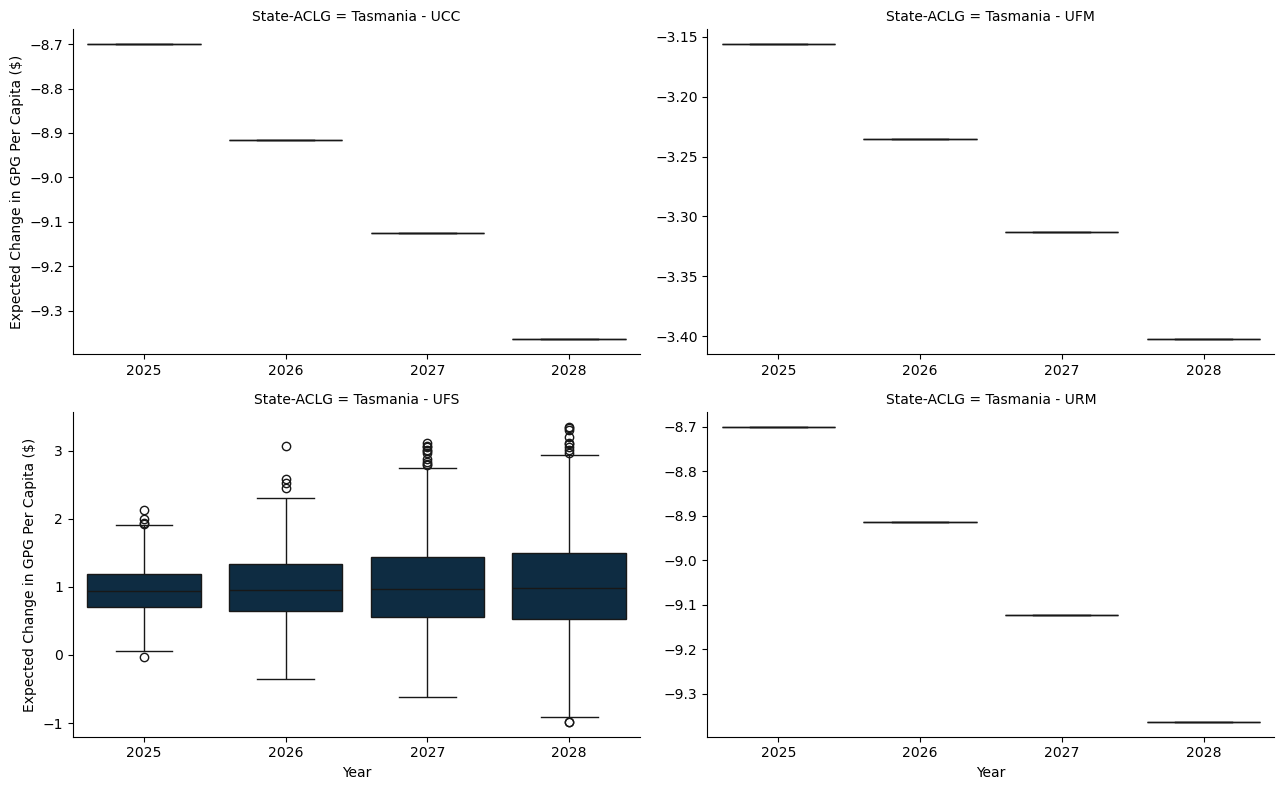 State-ACLG = Tasmania - UCC
Expected Change in GPG Per Capita ($)
−8.7
−8.8
−8.9
−9.0
−9.1
−9.2
−9.3
2025 2026 2027 2028
State-ACLG = Tasmania - UFM
−3.15
−3.20
−3.25
−3.30
−3.35
−3.40
2025 2026 2027 2028
State-ACLG = Tasmania - UFS
Expected Change in GPG Per Capita ($)
3
2
1
0
−1
2025 2026 2027 2028
Year
State-ACLG = Tasmania - URM
−8.7
−8.8
−8.9
−9.0
−9.1
−9.2
−9.3
2025 2026 2027 2028
Year